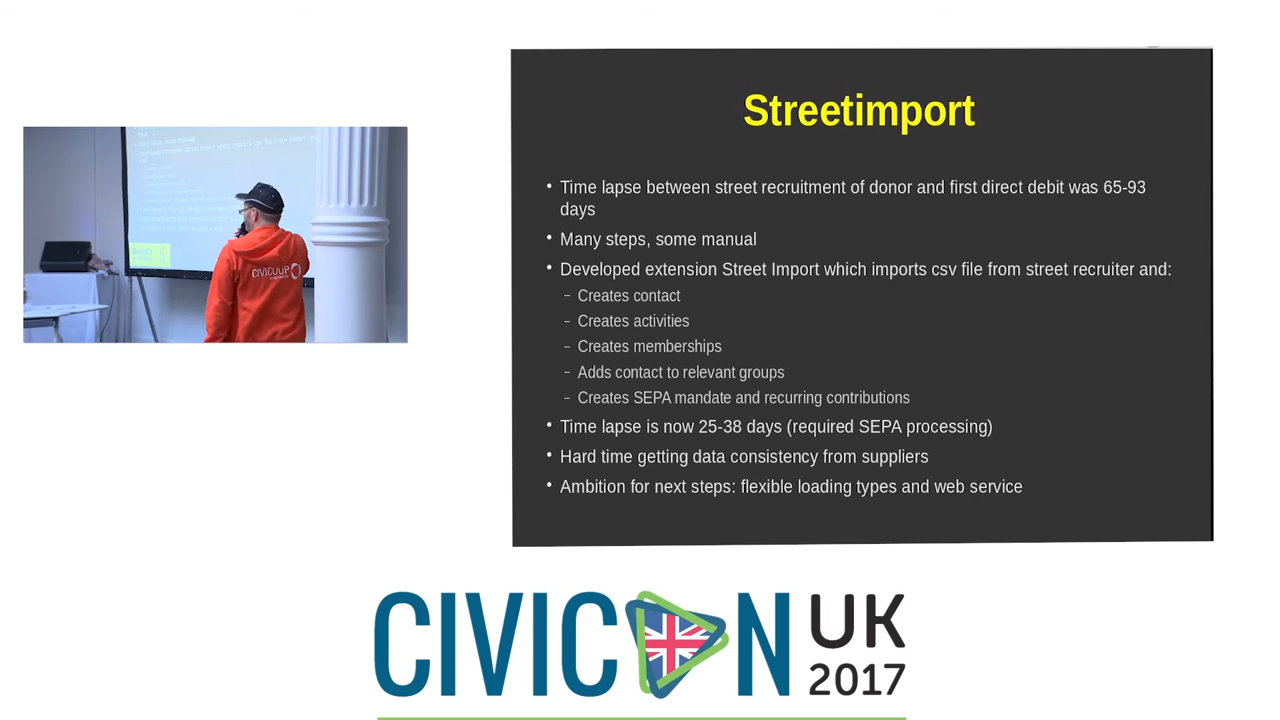 Streetimport
• Time lapse between street recruitment of donor and first direct debit was 65-93
days
• Many steps, some manual
• Developed extension Street Import which imports csv file from street recruiter and:
– Creates contact
– Creates activities
– Creates memberships
– Adds contact to relevant groups
– Creates SEPA mandate and recurring contributions
• Time lapse is now 25-38 days (required SEPA processing)
• Hard time getting data consistency from suppliers
• Ambition for next steps: flexible loading types and web service
CIVICOOP
AMNESTY
CIVICON UK
2017